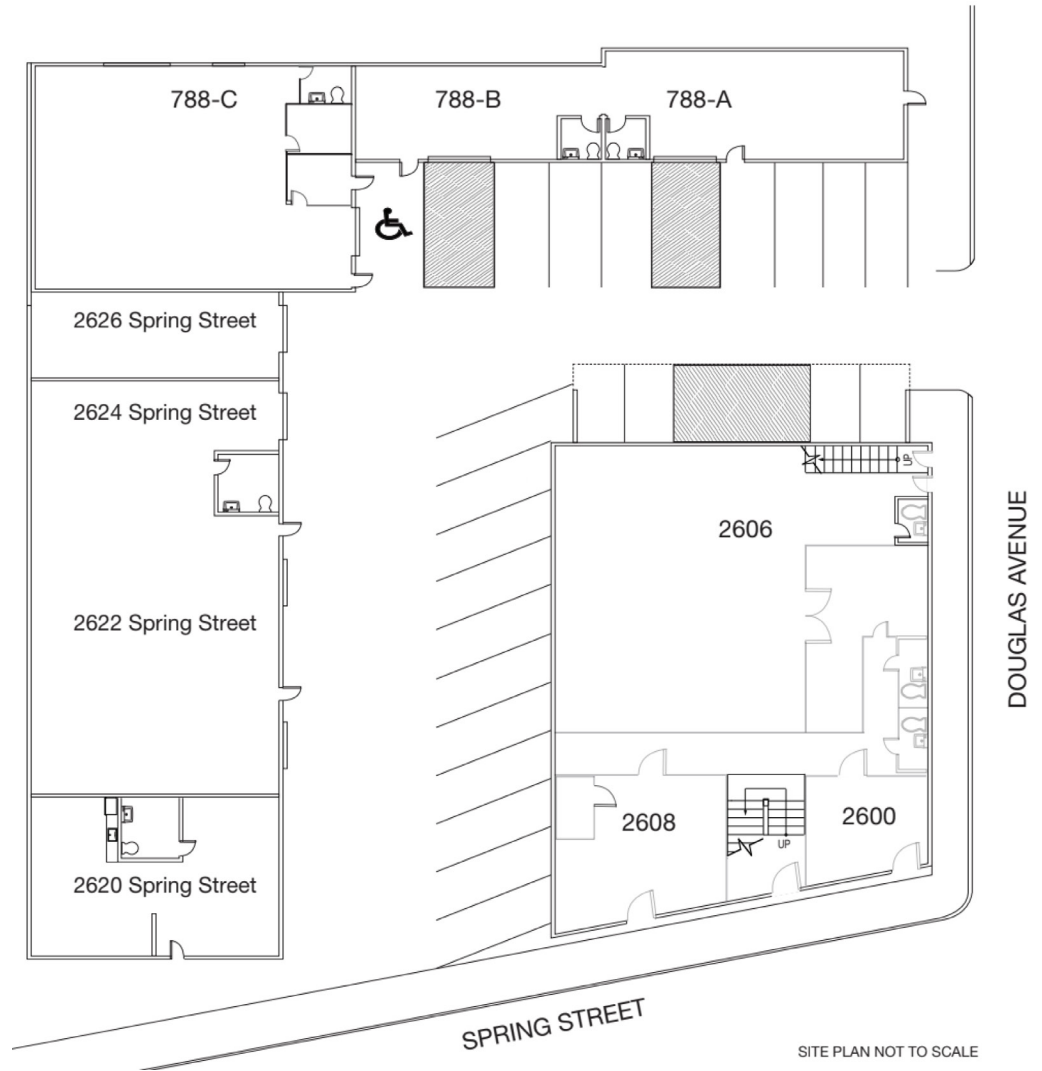 788-C
788-B
788-A
2626 Spring Street
2624 Spring Street
UP
2606
2622 Spring Street
DOUGLAS AVENUE
2608
2600
UP
2620 Spring Street
SPRING STREET
SITE PLAN NOT TO SCALE